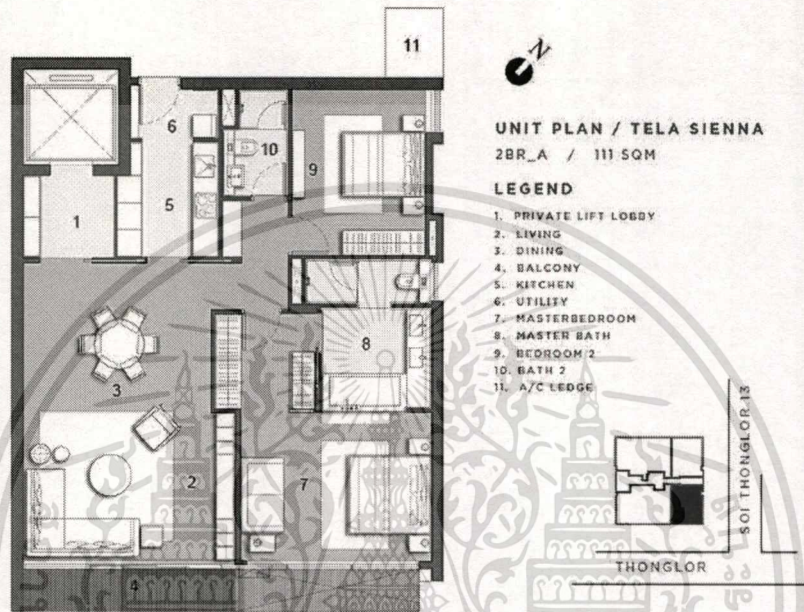 11
N
UNIT PLAN / TELA SIENNA
2BR_A / 111 SQM
LEGEND
1. PRIVATE LIFT LOBBY
2. LIVING
3. DINING
4. BALCONY
5. KITCHEN
6. UTILITY
7. MASTERBEDROOM
8. MASTER BATH
9. BEDROOM 2
10. BATH 2
11. A/C LEDGE
6
10
9
1
5
8
3
2
7
4
SOI THONGLOR 13
THONGLOR